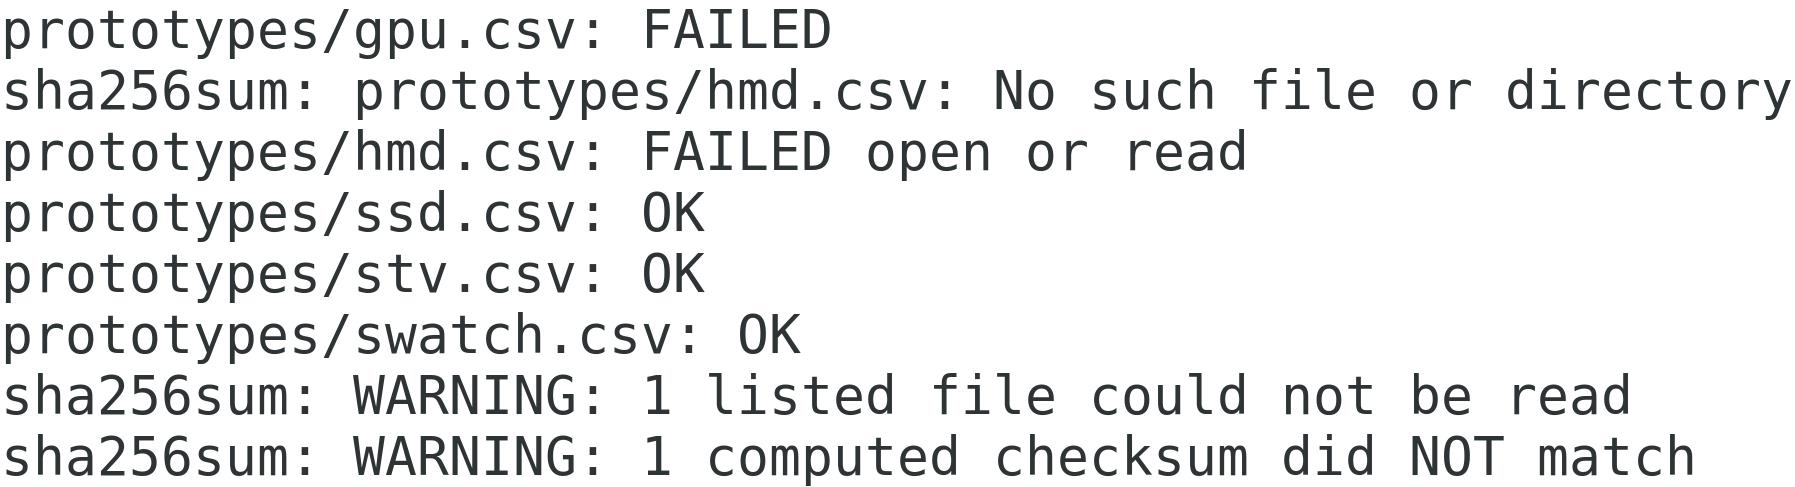 prototypes/gpu.csv: FAILED
sha256sum: prototypes/hmd.csv: No such file or directory
prototypes/hmd.csv: FAILED open or read
prototypes/ssd.csv: OK
prototypes/stv.csv: OK
prototypes/swatch.csv: OK
sha256sum: WARNING: 1 listed file could not be read
sha256sum: WARNING: 1 computed checksum did NOT match